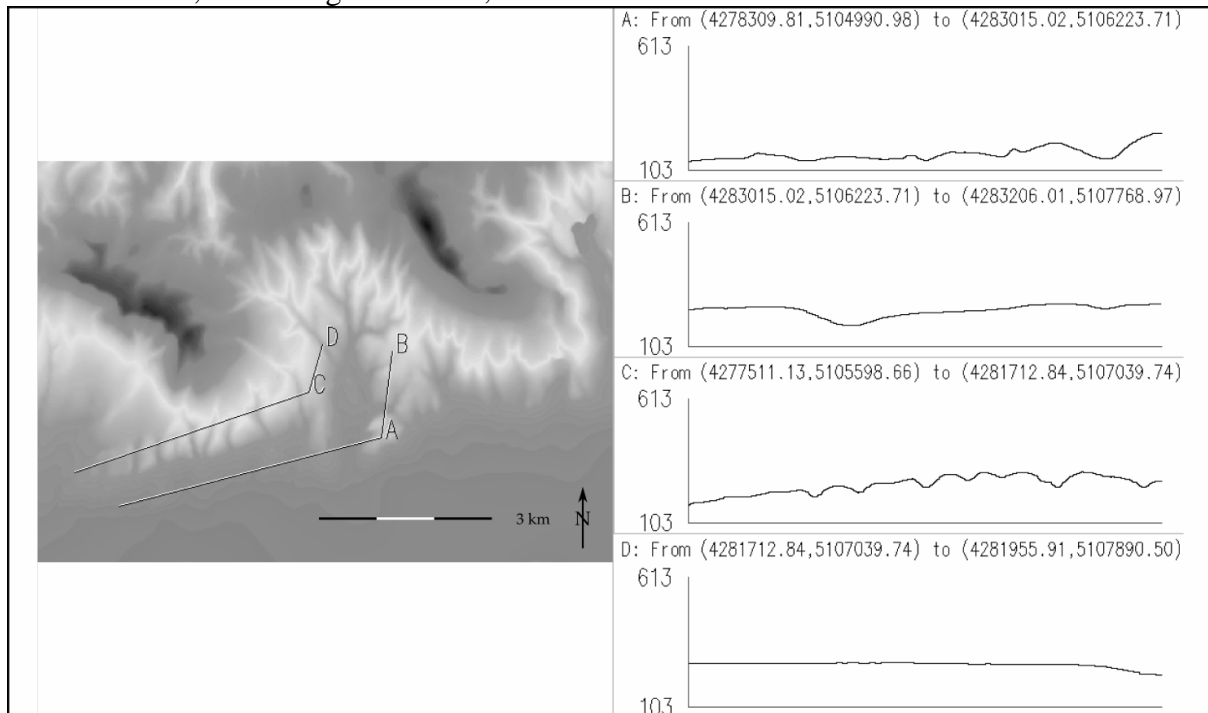 A: From (4278309.81,5104990.98) to (4283015.02,5106223.71)
613
103
B: From (4283015.02,5106223.71) to (4283206.01,5107768.97)
613
103
C: From (4277511.13,5105598.66) to (4281712.84,5107039.74)
613
103
D: From (4281712.84,5107039.74) to (4281955.91,5107890.50)
613
103
D
B
C
A
3 km
N